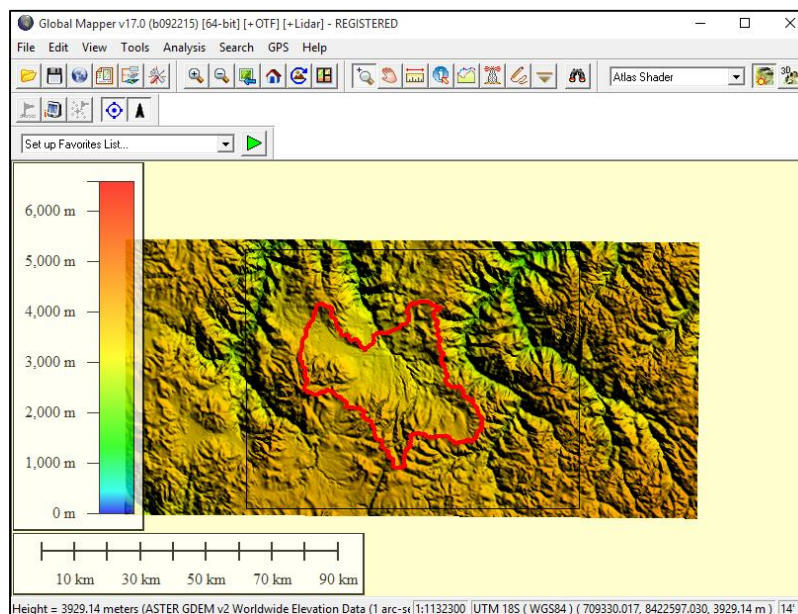 Global Mapper v17.0 (b092215) [64-bit] [+OTF] [+Lidar] - REGISTERED
File Edit View Tools Analysis Search GPS Help
Atlas Shader
3D
Set up Favorites List...
6,000 m
5,000 m
4,000 m
3,000 m
2,000 m
1,000 m
0 m
10 km 30 km 50 km 70 km 90 km
Height = 3929.14 meters (ASTER GDEM v2 Worldwide Elevation Data (1 arc-se 1:1132300 UTM 18S ( WGS84 ) ( 709330.017, 8422597.030, 3929.14 m ) 14°